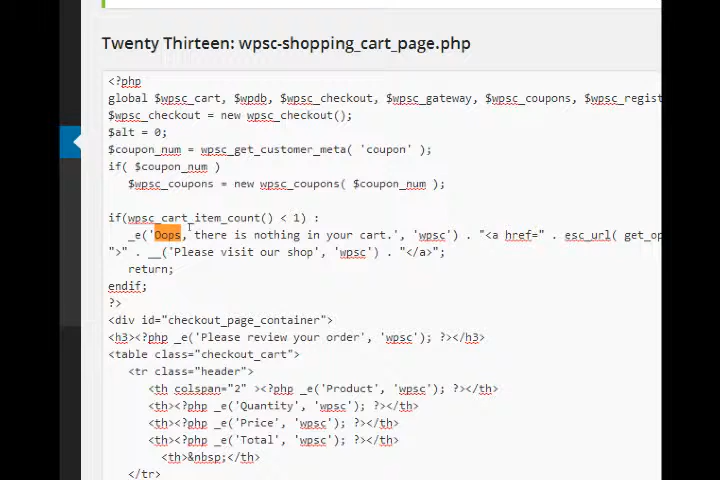 Twenty Thirteen: wpsc-shopping_cart_page.php
<?php
global $wpsc_cart, $wpdb, $wpsc_checkout, $wpsc_gateway, $wpsc_coupons, $wpsc_regist
$wpsc_checkout = new wpsc_checkout();
$alt = 0;
$coupon_num = wpsc_get_customer_meta( 'coupon' );
if( $coupon_num )
$wpsc_coupons = new wpsc_coupons( $coupon_num );
if(wpsc_cart_item_count() < 1) :
_e('Oops, there is nothing in your cart.', 'wpsc') . "<a href=" . esc_url( get_op
">" . __('Please visit our shop', 'wpsc') . "</a>";
return;
endif;
?>
<div id="checkout_page_container">
<h3><?php _e('Please review your order', 'wpsc'); ?></h3>
<table class="checkout_cart">
<tr class="header">
<th colspan="2" ><?php _e('Product', 'wpsc'); ?></th>
<th><?php _e('Quantity', 'wpsc'); ?></th>
<th><?php _e('Price', 'wpsc'); ?></th>
<th><?php _e('Total', 'wpsc'); ?></th>
<th>&nbsp;</th>
</tr>